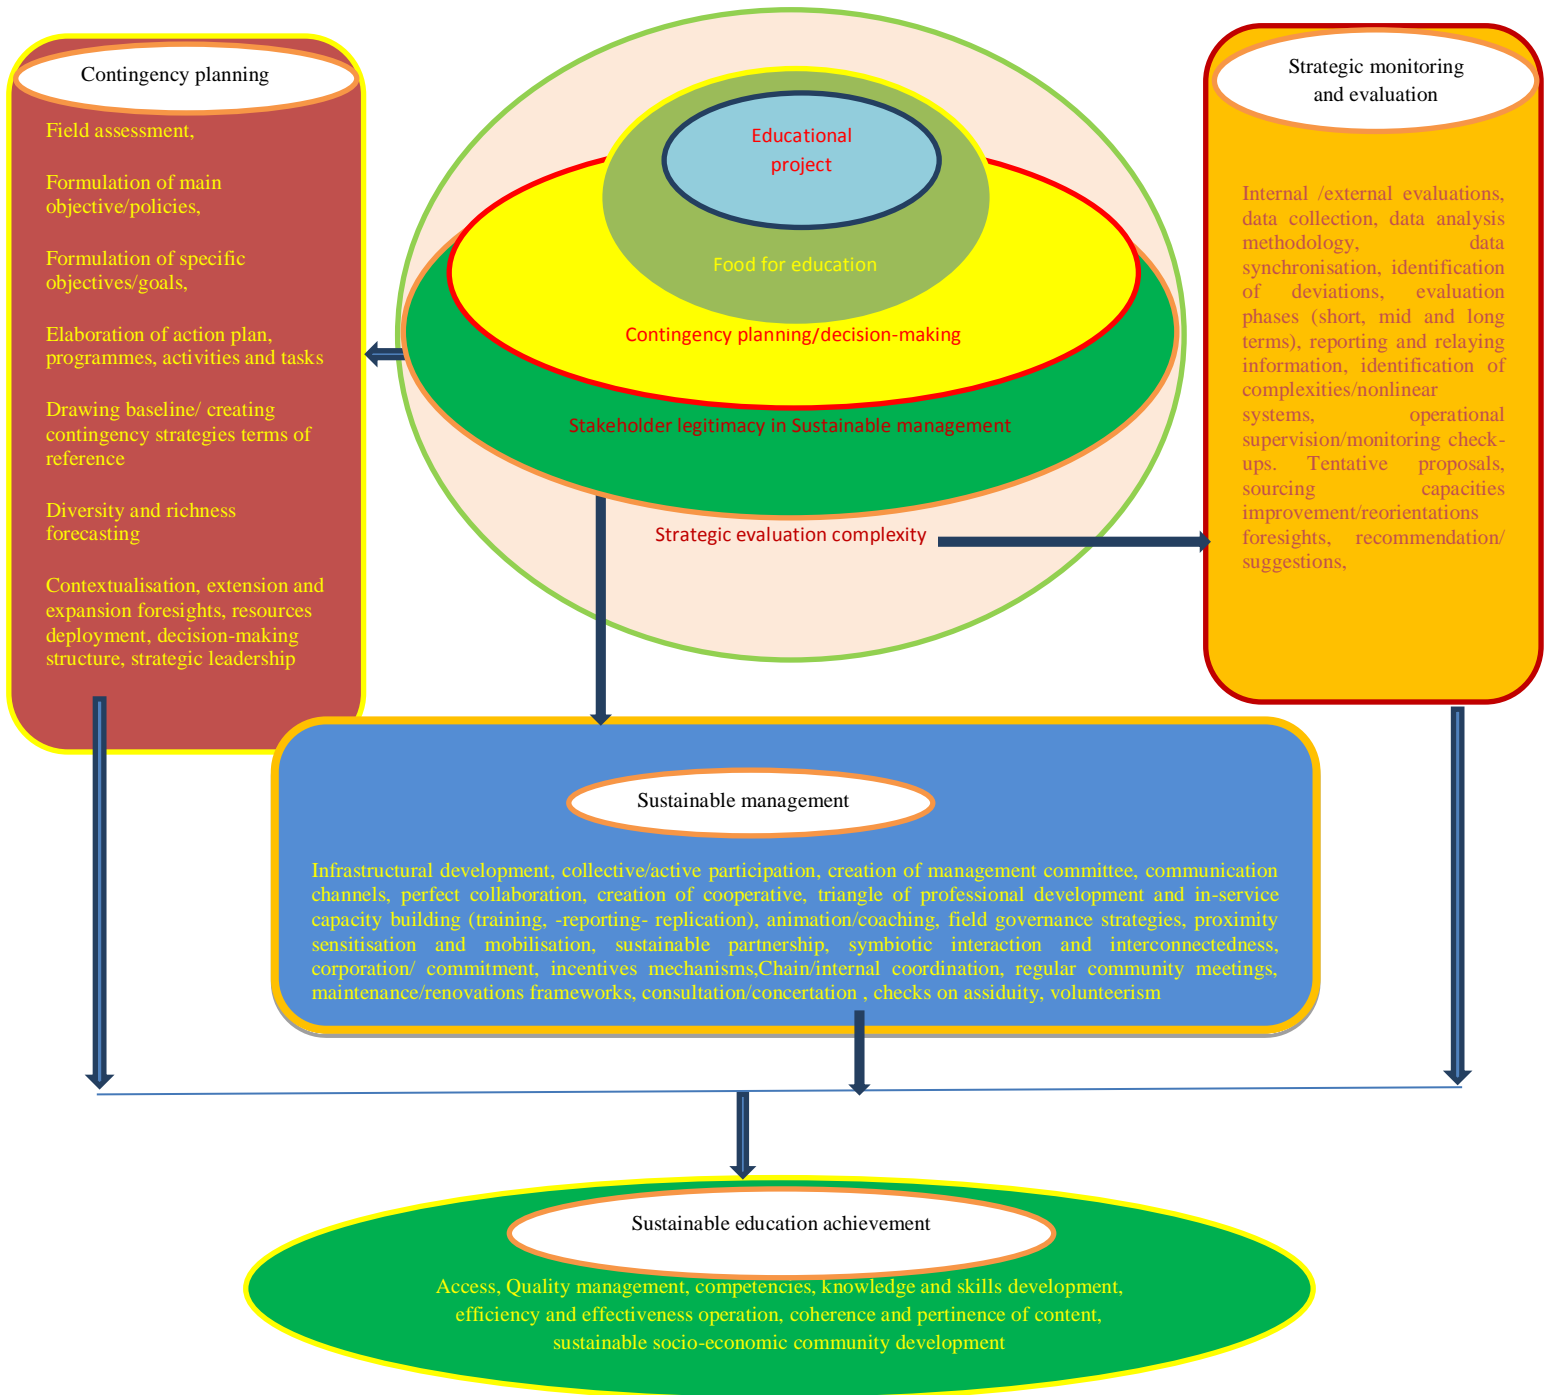 Contingency planning
Field assessment,
Formulation of main
objective/policies,
Formulation of specific
objectives/goals,
Elaboration of action plan,
programmes, activities and tasks
Drawing baseline/ creating
contingency strategies terms of
reference
Diversity and richness
forecasting
Contextualisation, extension and
expansion foresights, resources
deployment, decision-making
structure, strategic leadership
Educational
project
Food for education
Contingency planning/decision-making
Stakeholder legitimacy in Sustainable management
Strategic evaluation complexity
Strategic monitoring
and evaluation
Internal /external evaluations,
data collection, data analysis
methodology, data
synchronisation, identification
of deviations, evaluation
phases (short, mid and long
terms), reporting and relaying
information, identification of
complexities/nonlinear
systems, operational
supervision/monitoring check-
ups. Tentative proposals,
sourcing capacities
improvement/reorientations
foresights, recommendation/
suggestions,
Sustainable management
Infrastructural development, collective/active participation, creation of management committee, communication
channels, perfect collaboration, creation of cooperative, triangle of professional development and in-service
capacity building (training, -reporting- replication), animation/coaching, field governance strategies, proximity
sensitisation and mobilisation, sustainable partnership, symbiotic interaction and interconnectedness,
corporation/ commitment, incentives mechanisms,Chain/internal coordination, regular community meetings,
maintenance/renovations frameworks, consultation/concertation , checks on assiduity, volunteerism
Sustainable education achievement
Access, Quality management, competencies, knowledge and skills development,
efficiency and effectiveness operation, coherence and pertinence of content,
sustainable socio-economic community development